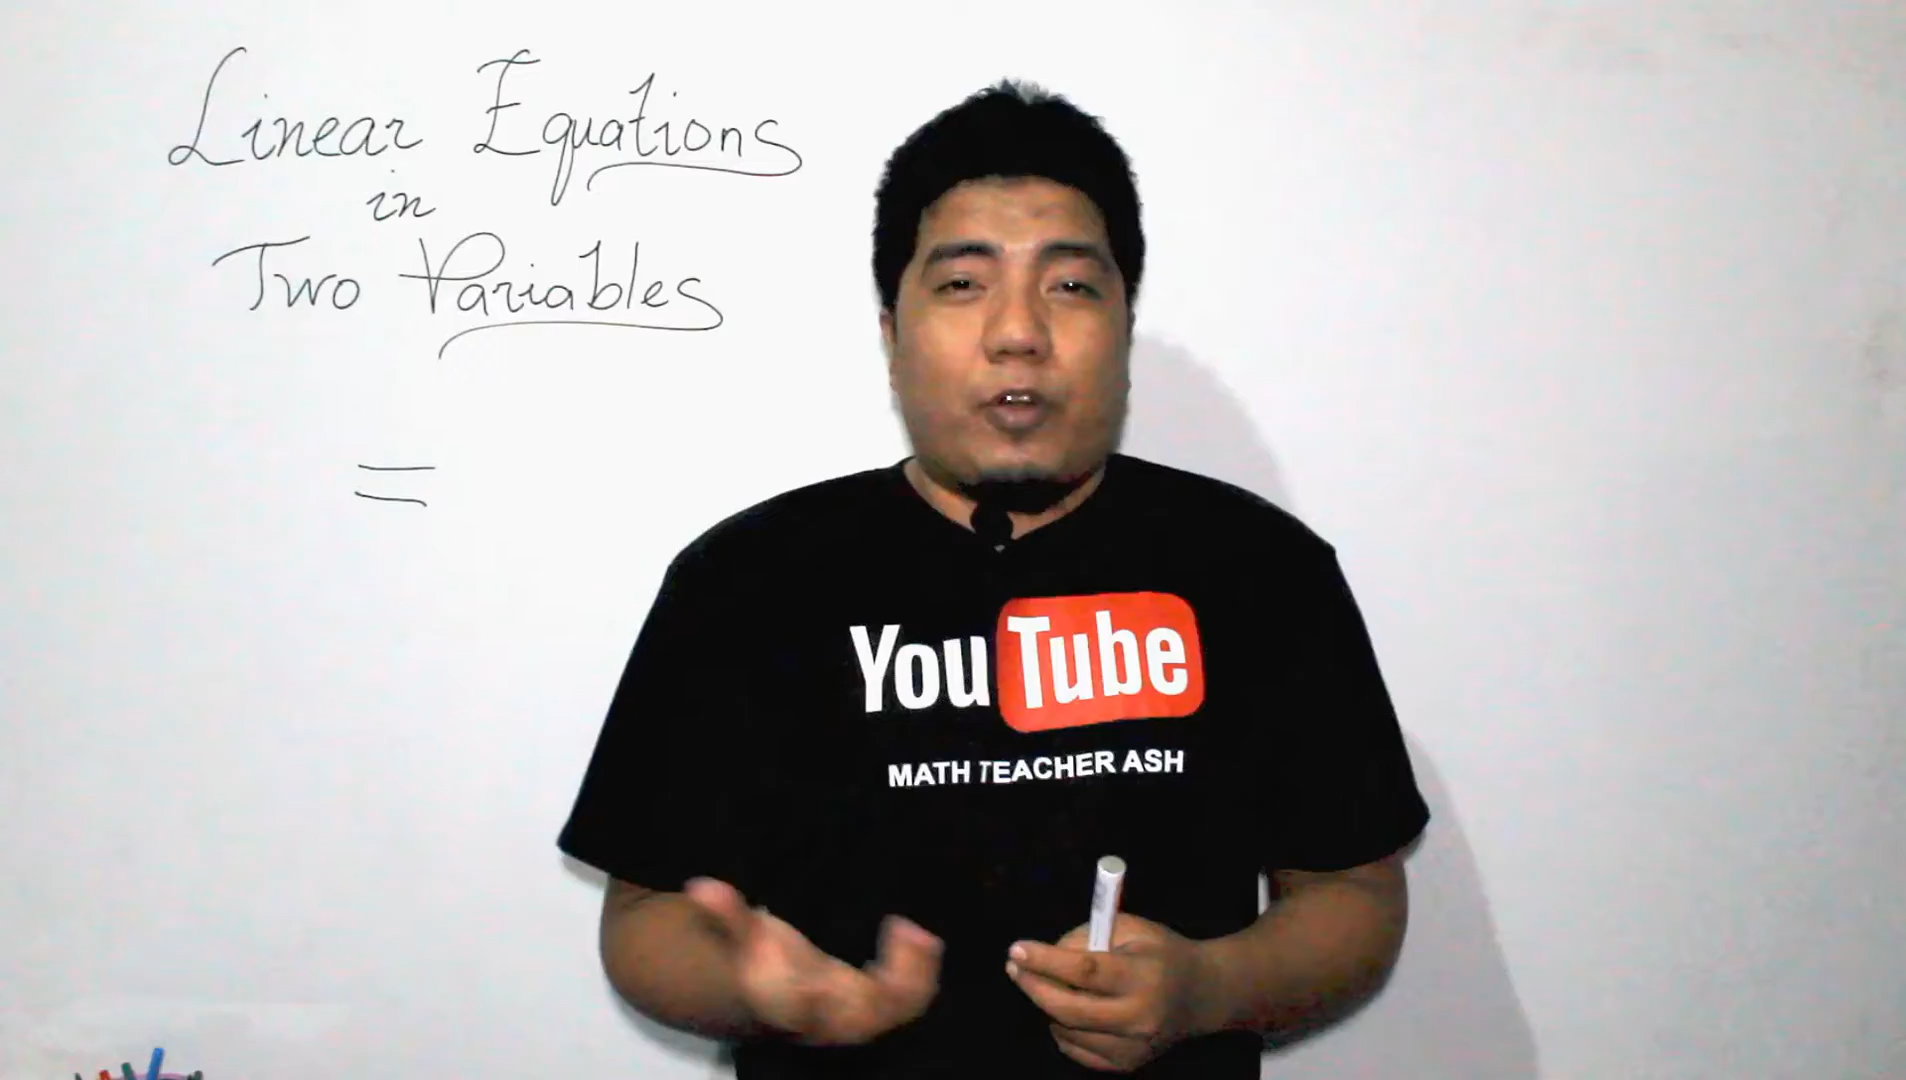 Linear Equations
in
Two Variables
=
YouTube
MATH TEACHER ASH